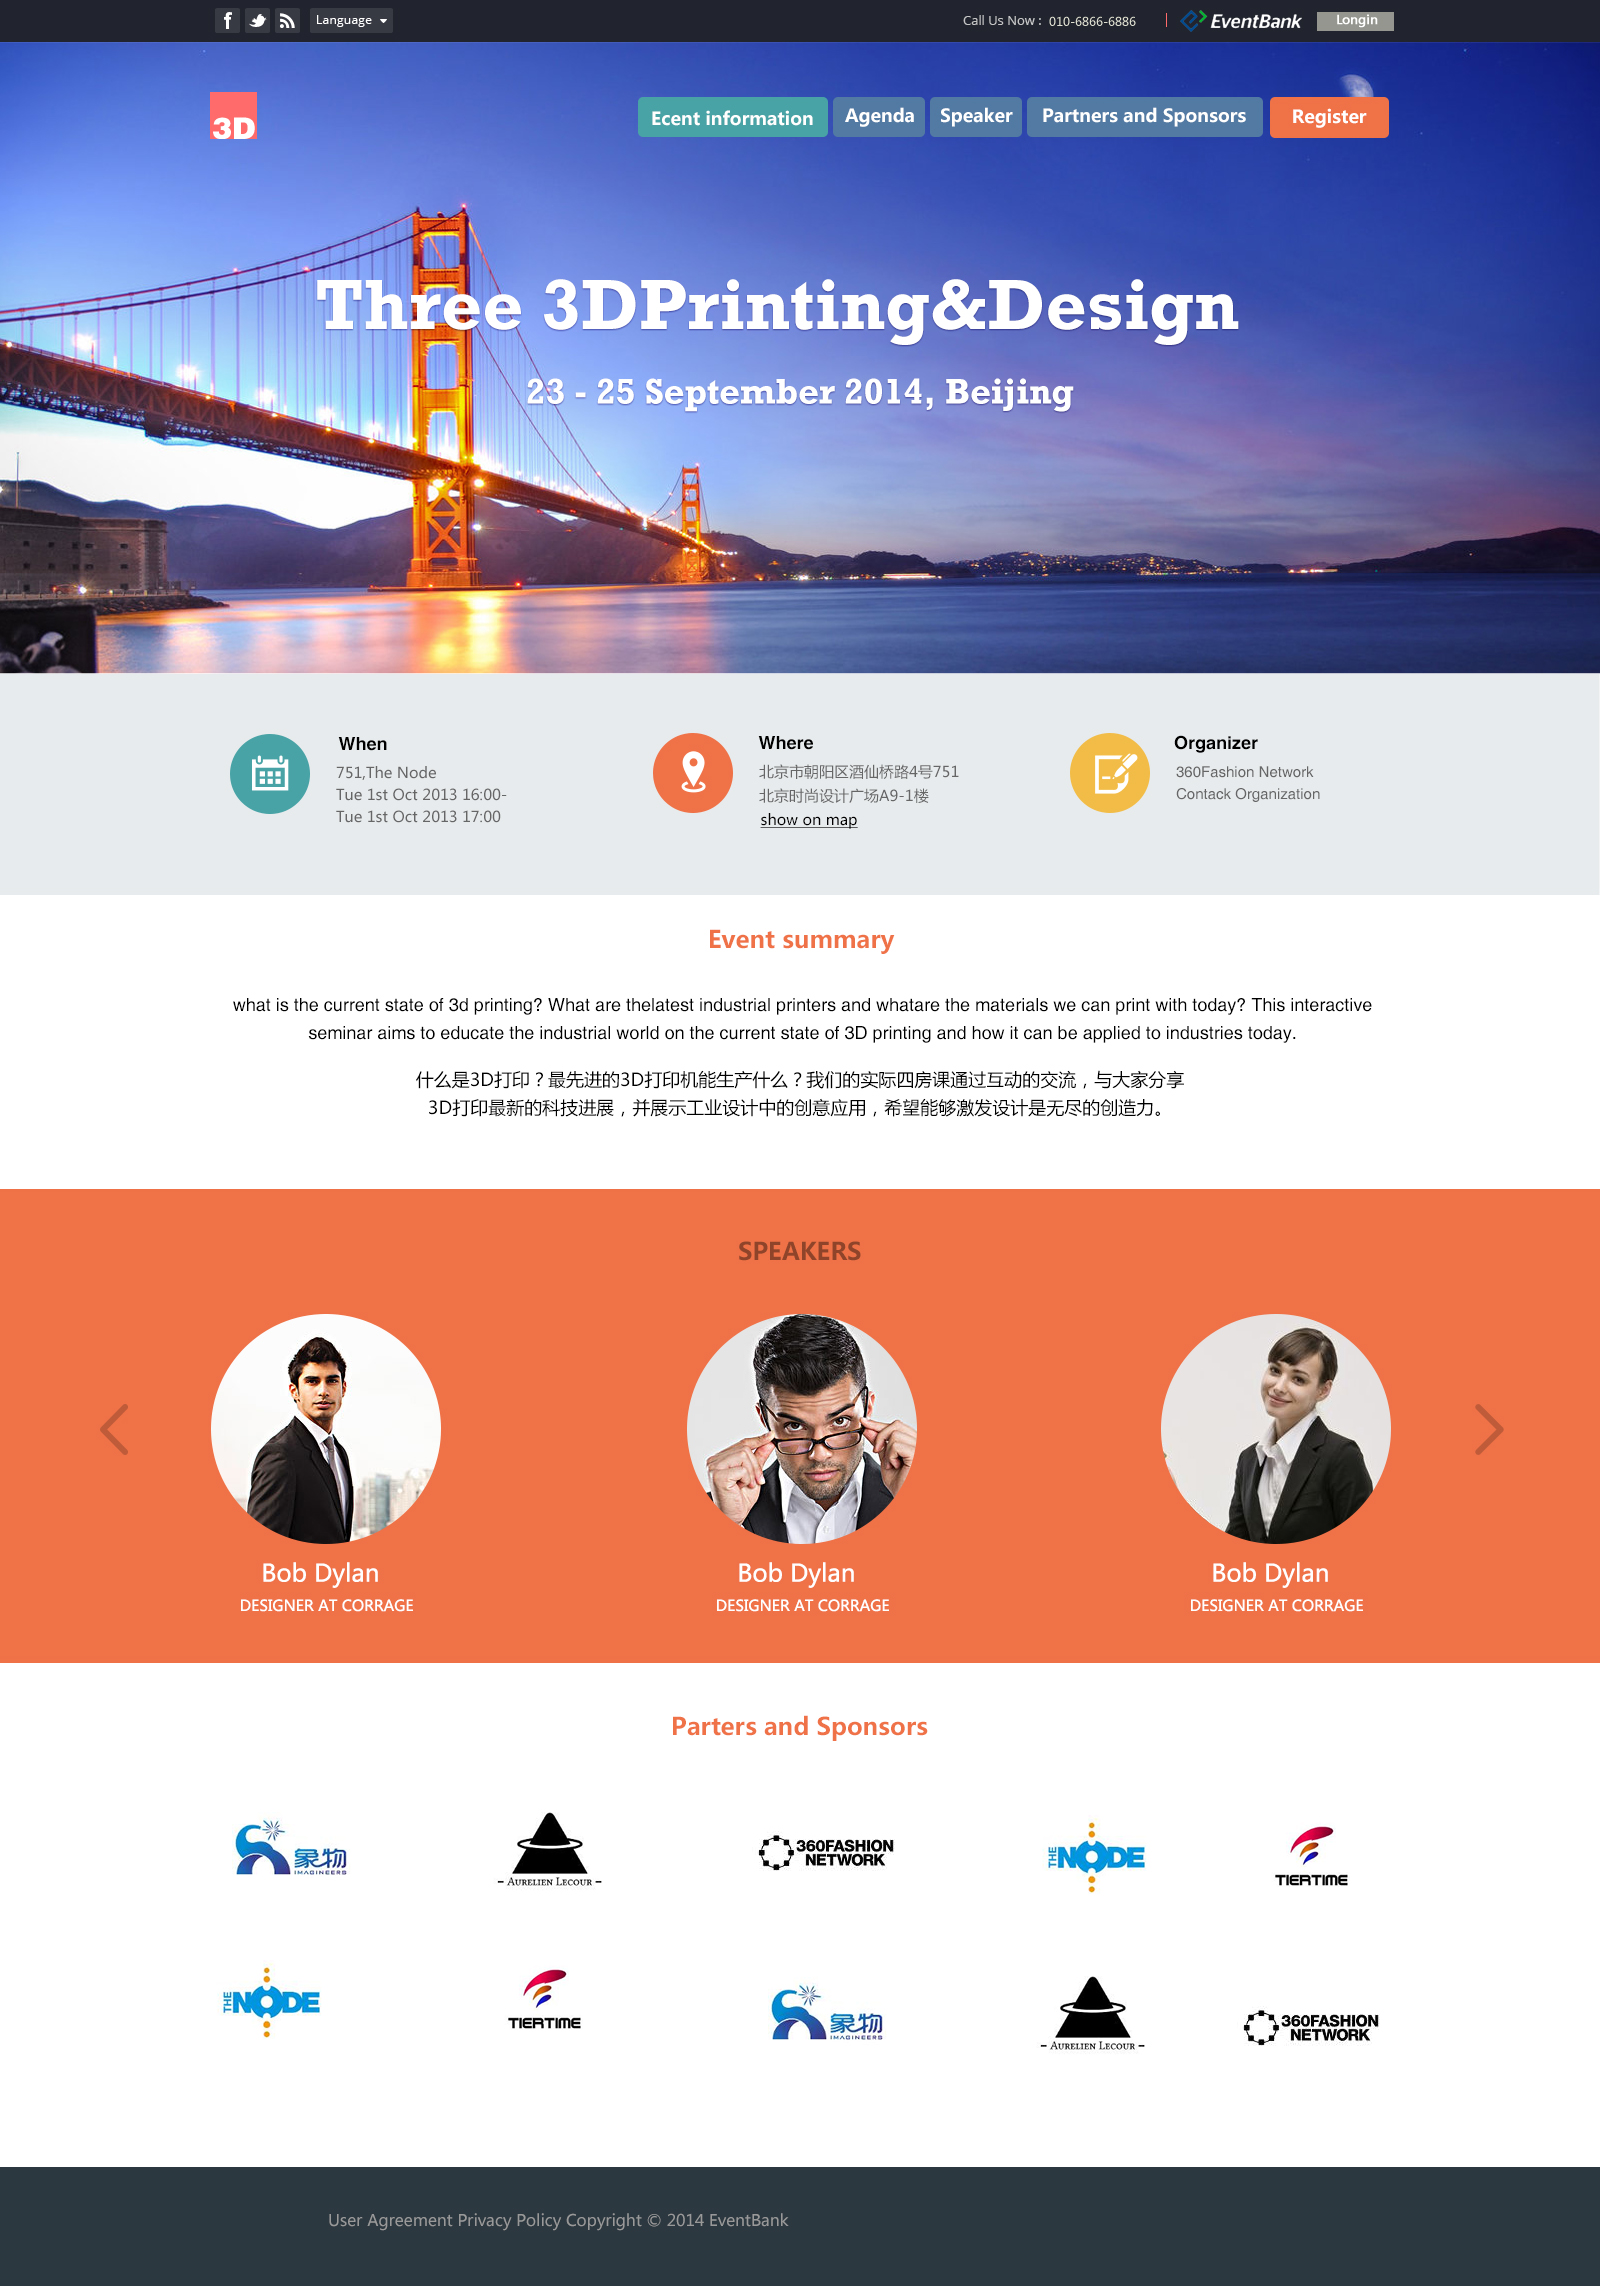 Language
Call Us Now : 010-6866-6886
EventBank
Longin
3D
Ecent information
Agenda
Speaker
Partners and Sponsors
Register
Three 3DPrinting&Design
23 - 25 September 2014, Beijing
When
751,The Node
Tue 1st Oct 2013 16:00-
Tue 1st Oct 2013 17:00
Where
北京市朝阳区酒仙桥路4号751
北京时尚设计广场A9-1楼
show on map
Organizer
360Fashion Network
Contack Organization
Event summary
what is the current state of 3d printing? What are thelatest industrial printers and whatare the materials we can print with today? This interactive
seminar aims to educate the industrial world on the current state of 3D printing and how it can be applied to industries today.
什么是3D打印？最先进的3D打印机能生产什么？我们的实际四房课通过互动的交流，与大家分享
3D打印最新的科技进展，并展示工业设计中的创意应用，希望能够激发设计是无尽的创造力。
SPEAKERS
Bob Dylan
DESIGNER AT CORRAGE
Bob Dylan
DESIGNER AT CORRAGE
Bob Dylan
DESIGNER AT CORRAGE
Parters and Sponsors
象物
IMAGINEERS
- AURELIEN LECOUR -
360FASHION
NETWORK
THE NODE
TIERTIME
THE NODE
TIERTIME
象物
IMAGINEERS
- AURELIEN LECOUR -
360FASHION
NETWORK
User Agreement Privacy Policy Copyright © 2014 EventBank